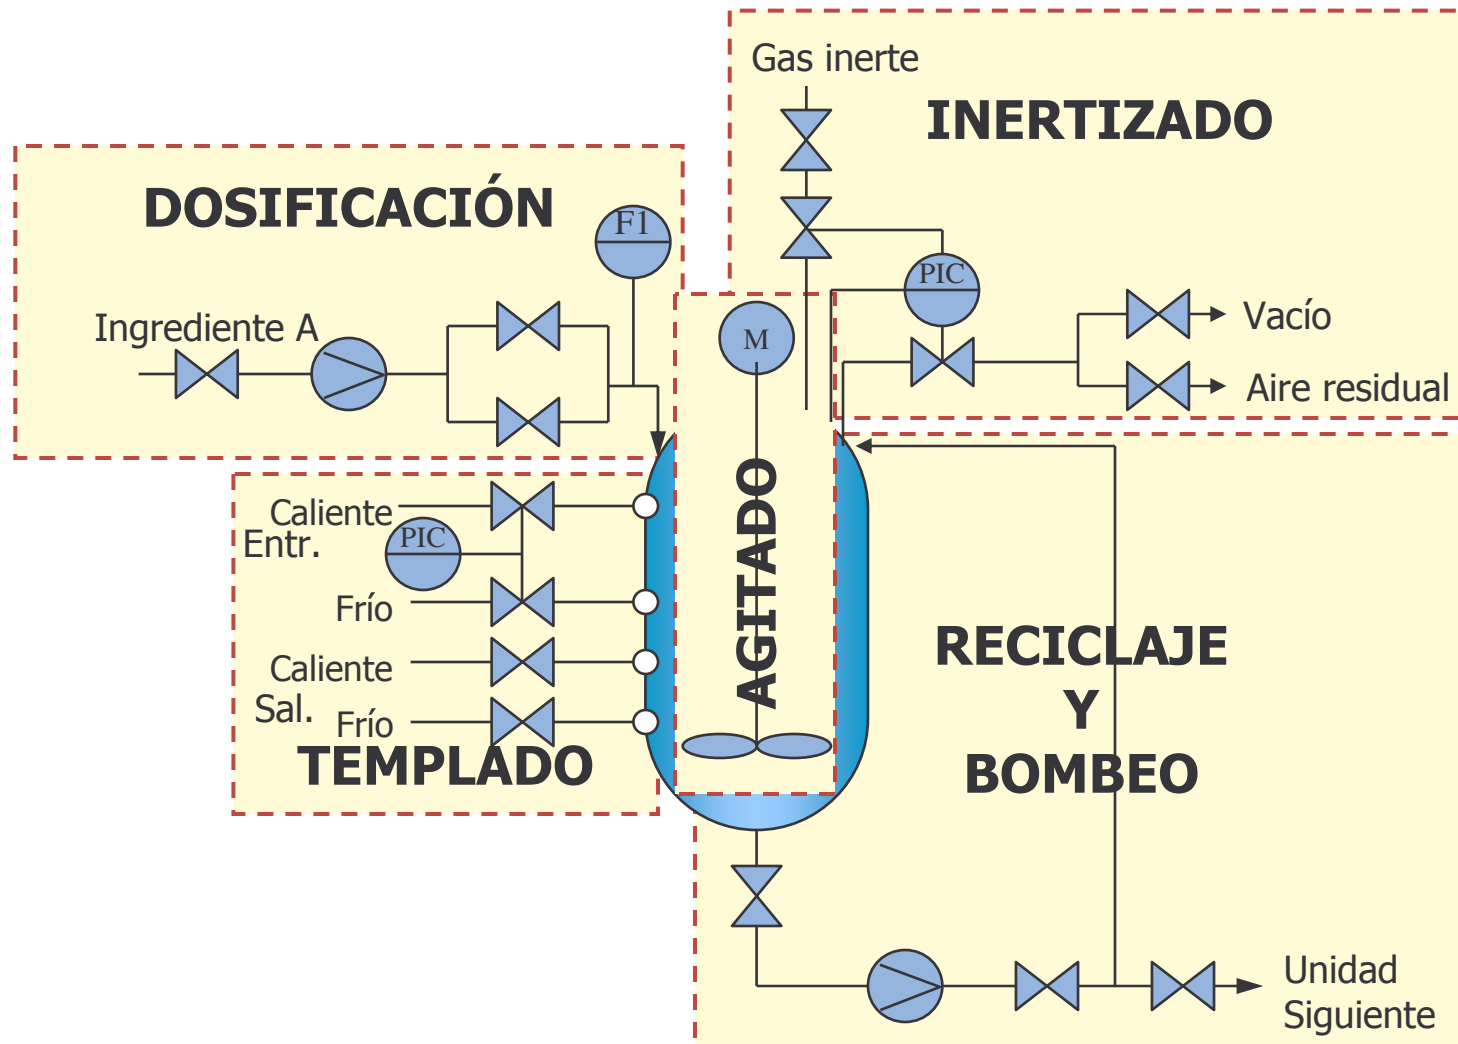 Gas inerte
INERTIZADO
DOSIFICACIÓN
F1
PIC
Ingrediente A
M
Vacío
Aire residual
AGITADO
Caliente
Entr.
PIC
Frío
Caliente
Sal.
Frío
TEMPLADO
RECICLAJE
Y
BOMBEO
Unidad
Siguiente